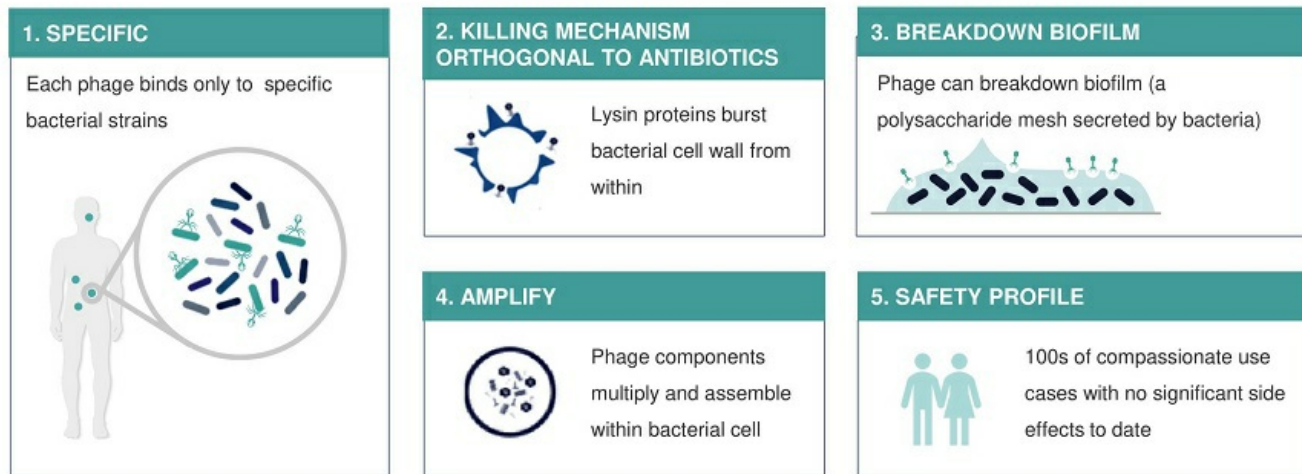 1. SPECIFIC
Each phage binds only to specific
bacterial strains
2. KILLING MECHANISM
ORTHOGONAL TO ANTIBIOTICS
Lysin proteins burst
bacterial cell wall from
within
3. BREAKDOWN BIOFILM
Phage can breakdown biofilm (a
polysaccharide mesh secreted by bacteria)
4. AMPLIFY
Phage components
multiply and assemble
within bacterial cell
5. SAFETY PROFILE
100s of compassionate use
cases with no significant side
effects to date